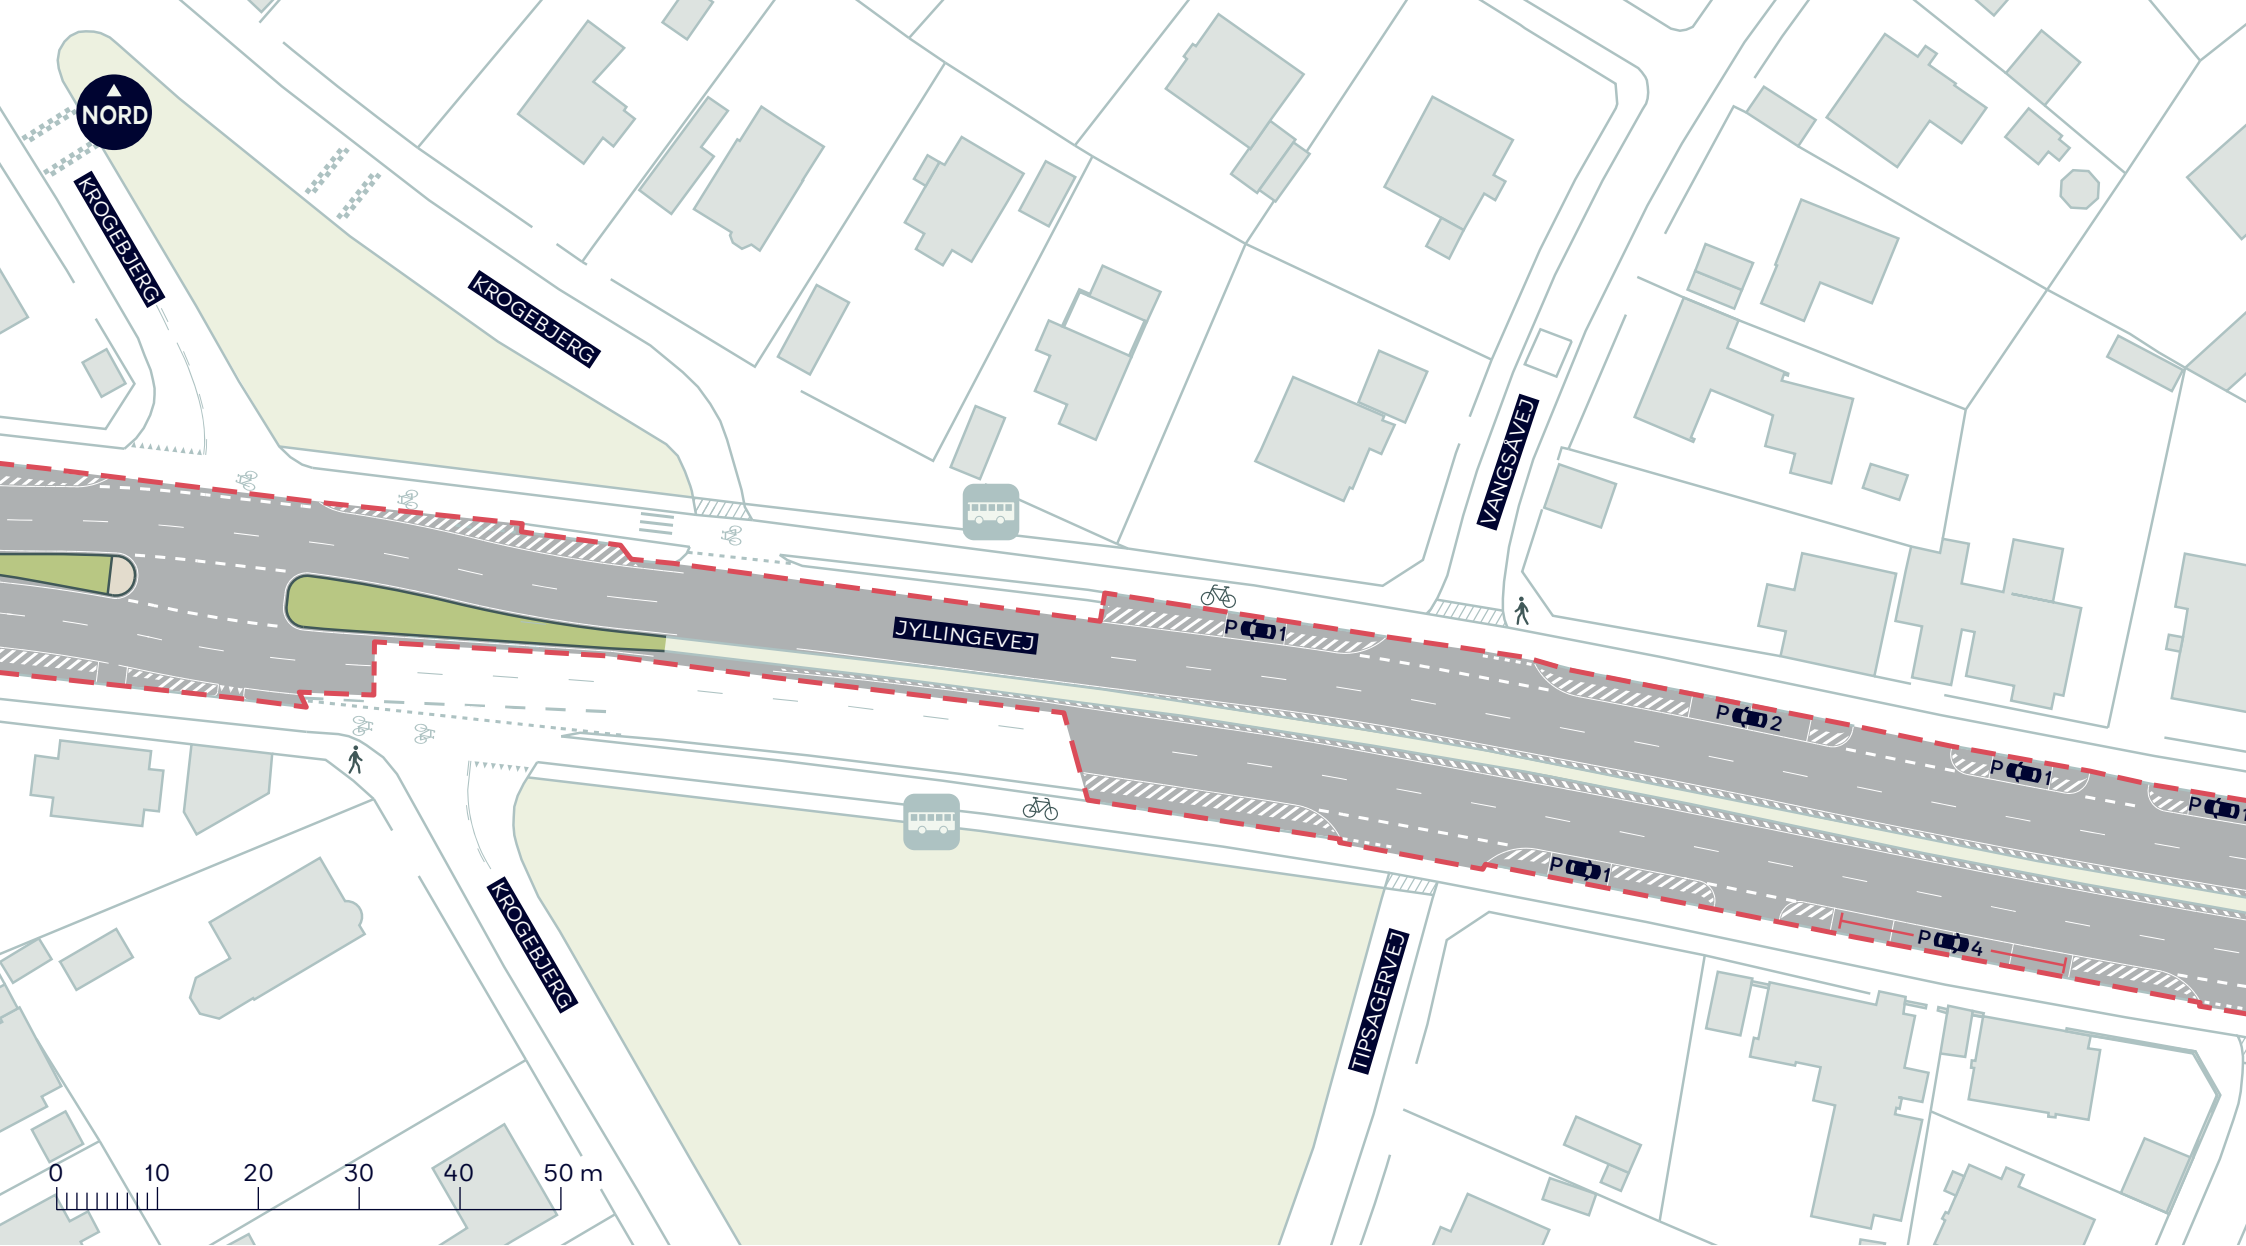 NORD
KROGEBJERG
KROGEBJERG
VANGSÅVEJ
P 1
JYLLINGEVEJ
P 2
P 1
P 1
P 1
P 4
KROGEBJERG
TIPSAGERVEJ
0 10 20 30 40 50 m